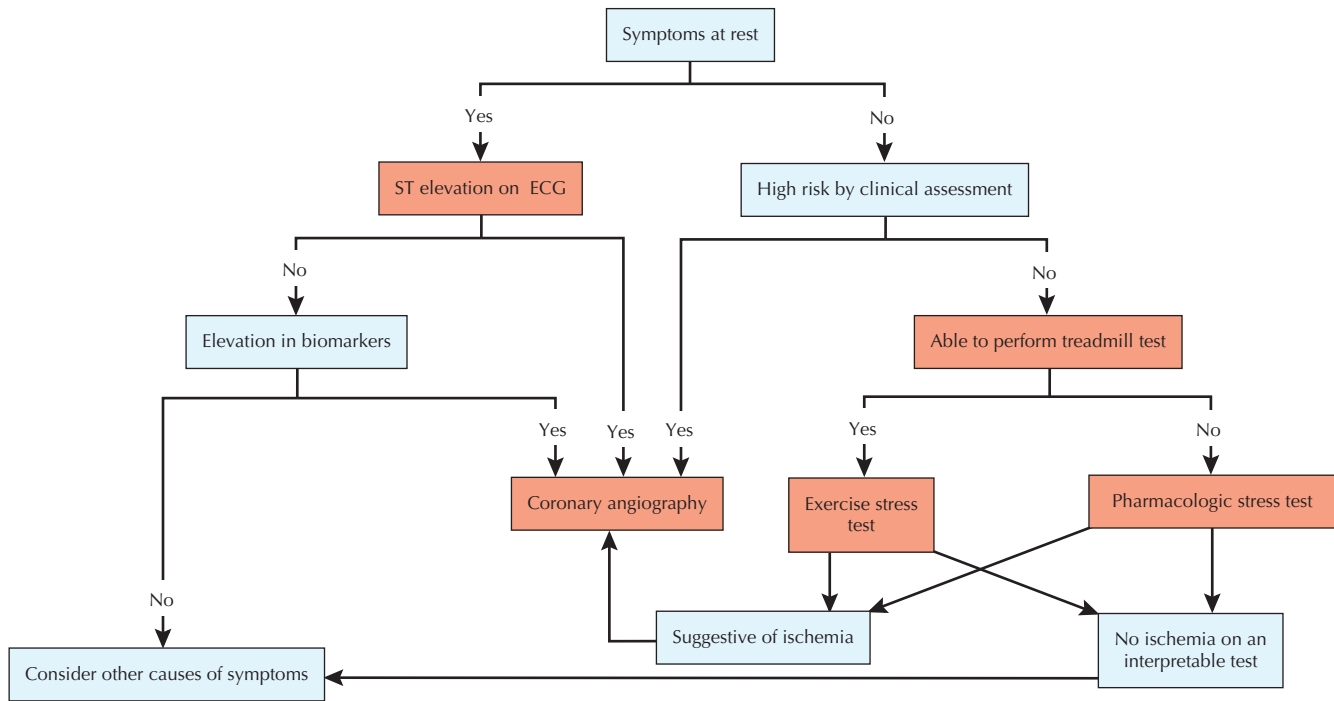 Symptoms at rest
Yes
No
ST elevation on ECG
High risk by clinical assessment
No
No
Elevation in biomarkers
Able to perform treadmill test
Yes
Yes
Yes
Yes
No
Coronary angiography
Exercise stress
test
Pharmacologic stress test
No
Suggestive of ischemia
No ischemia on an
interpretable test
Consider other causes of symptoms